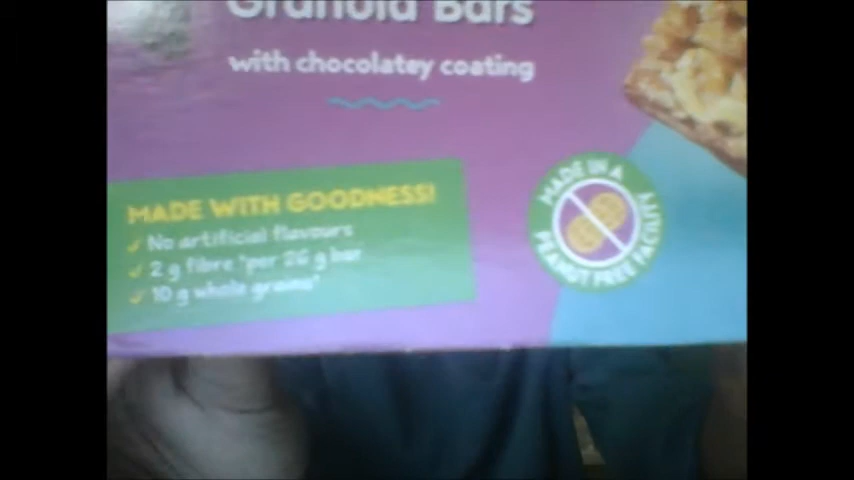 Granola Bars
with chocolatey coating
MADE WITH GOODNESS!
✓ No artificial flavours
✓ 2 g fibre *per 26 g bar
✓ 10 g whole grains*
MADE IN A
PEANUT FREE FACILITY